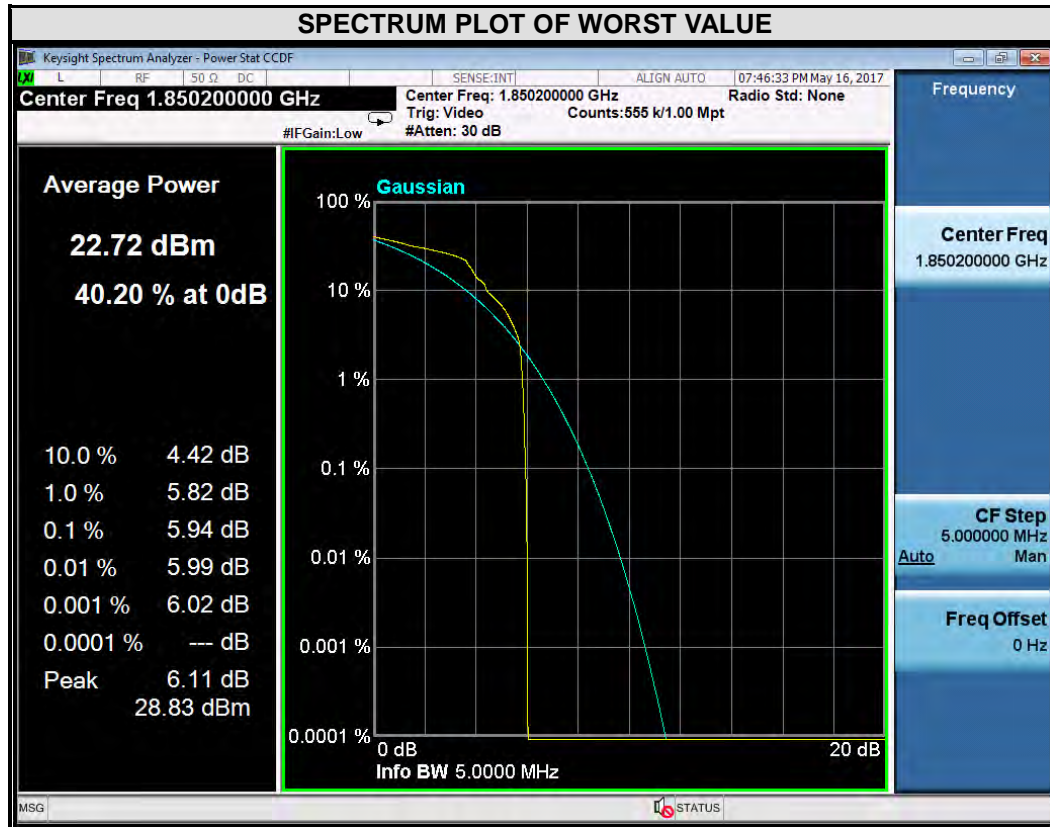 SPECTRUM PLOT OF WORST VALUE
Keysight Spectrum Analyzer - Power Stat CCDF
LXI L RF 50 Ω DC SENSE:INT ALIGN AUTO 07:46:33 PM May 16, 2017
Center Freq 1.850200000 GHz
Center Freq: 1.850200000 GHz Radio Std: None
Trig: Video Counts:555 k/1.00 Mpt
#IFGain:Low #Atten: 30 dB
Frequency
Average Power
22.72 dBm
40.20 % at 0dB
10.0 % 4.42 dB
1.0 % 5.82 dB
0.1 % 5.94 dB
0.01 % 5.99 dB
0.001 % 6.02 dB
0.0001 % --- dB
Peak 6.11 dB
28.83 dBm
Gaussian
100 %
10 %
1 %
0.1 %
0.01 %
0.001 %
0.0001 %
0 dB 20 dB
Info BW 5.0000 MHz
Center Freq
1.850200000 GHz
CF Step
5.000000 MHz
Auto Man
Freq Offset
0 Hz
MSG STATUS